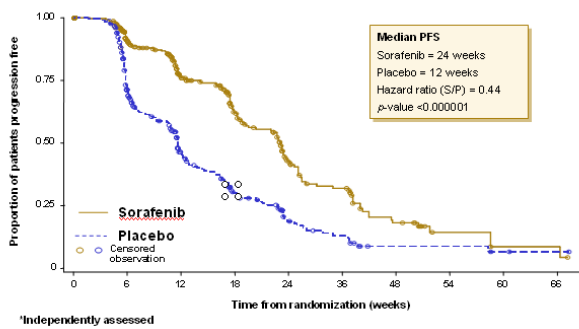 Proportion of patients progression free
1.00
0.75
0.50
0.25
0
Median PFS
Sorafenib = 24 weeks
Placebo = 12 weeks
Hazard ratio (S/P) = 0.44
p-value <0.000001
Sorafenib
Placebo
Censored
observation
0 6 12 18 24 30 36 42 48 54 60 66
Time from randomization (weeks)
*Independently assessed